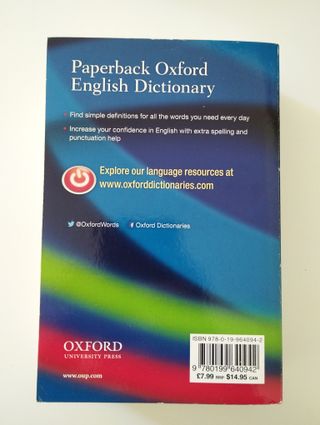 Paperback Oxford
English Dictionary
• Find simple definitions for all the words you need every day
• Increase your confidence in English with extra spelling and
punctuation help
Explore our language resources at
www.oxforddictionaries.com
@OxfordWords
Oxford Dictionaries
OXFORD
UNIVERSITY PRESS
www.oup.com
ISBN 978-0-19-964094-2
9 780199 640942
£7.99 RRP $14.95 CAN